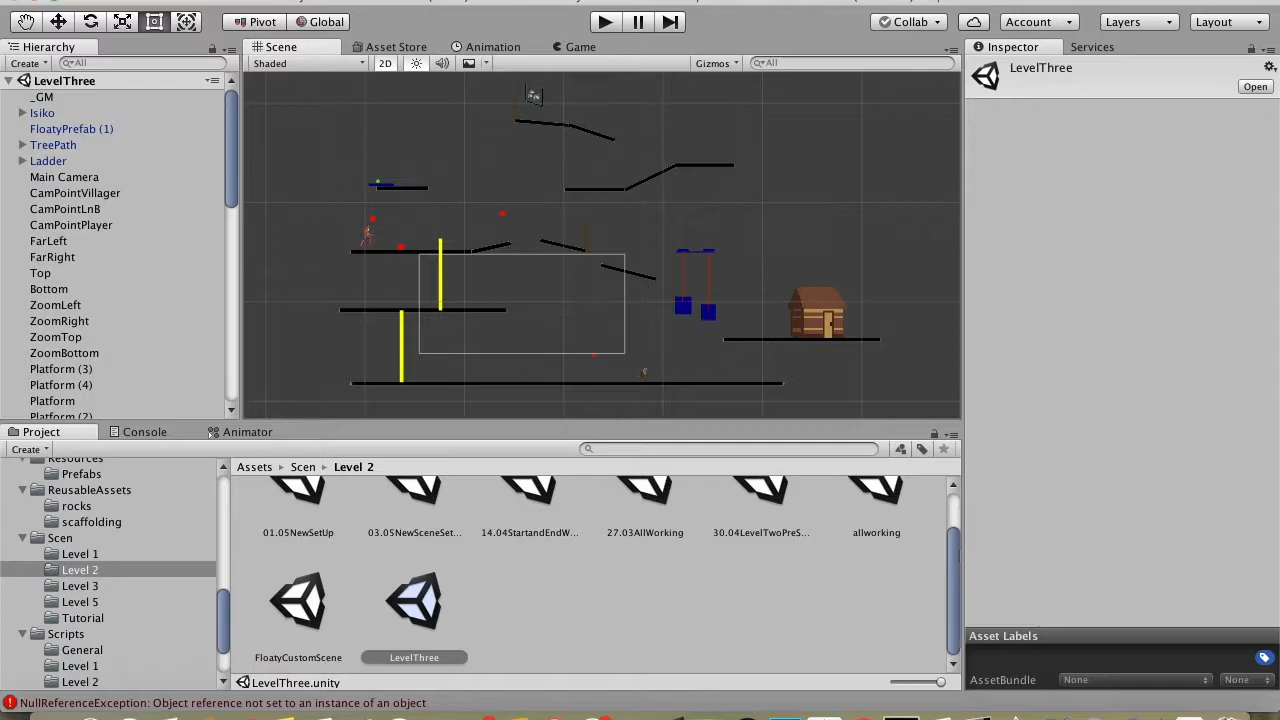 Pivot
Global
Collab
Account
Layers
Layout
Hierarchy
Scene
Asset Store
Animation
Game
Inspector
Services
Create
All
Shaded
2D
Gizmos
All
LevelThree
Open
LevelThree
_GM
Isiko
FloatyPrefab (1)
TreePath
Ladder
Main Camera
CamPointVillager
CamPointLnB
CamPointPlayer
FarLeft
FarRight
Top
Bottom
ZoomLeft
ZoomRight
ZoomTop
ZoomBottom
Platform (3)
Platform (4)
Platform
Platform (2)
Project
Console
Animator
Create
Resources
Prefabs
ReusableAssets
rocks
scaffolding
Scen
Level 1
Level 2
Level 3
Level 5
Tutorial
Scripts
General
Level 1
Level 2
Assets
Scen
Level 2
01.05NewSetUp
03.05NewSceneSet...
14.04StartandEndW...
27.03AllWorking
30.04LevelTwoPreS...
allworking
FloatyCustomScene
LevelThree
LevelThree.unity
Asset Labels
AssetBundle
None
None
NullReferenceException: Object reference not set to an instance of an object